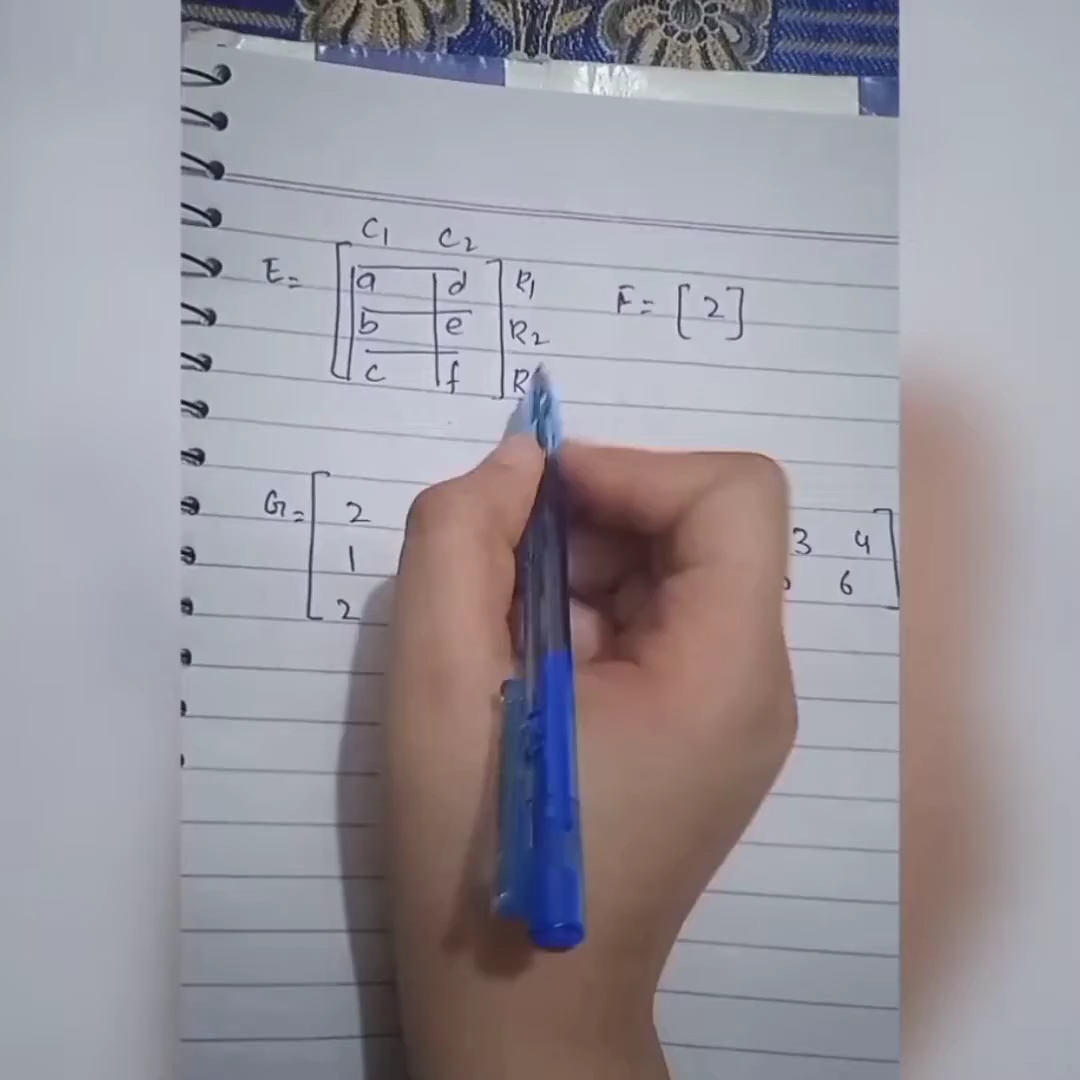 C1 C2
E= [ a d ] R1
b e R2
c f R
F= [ 2 ]
G= [ 2
1
2
3 4 ]
6